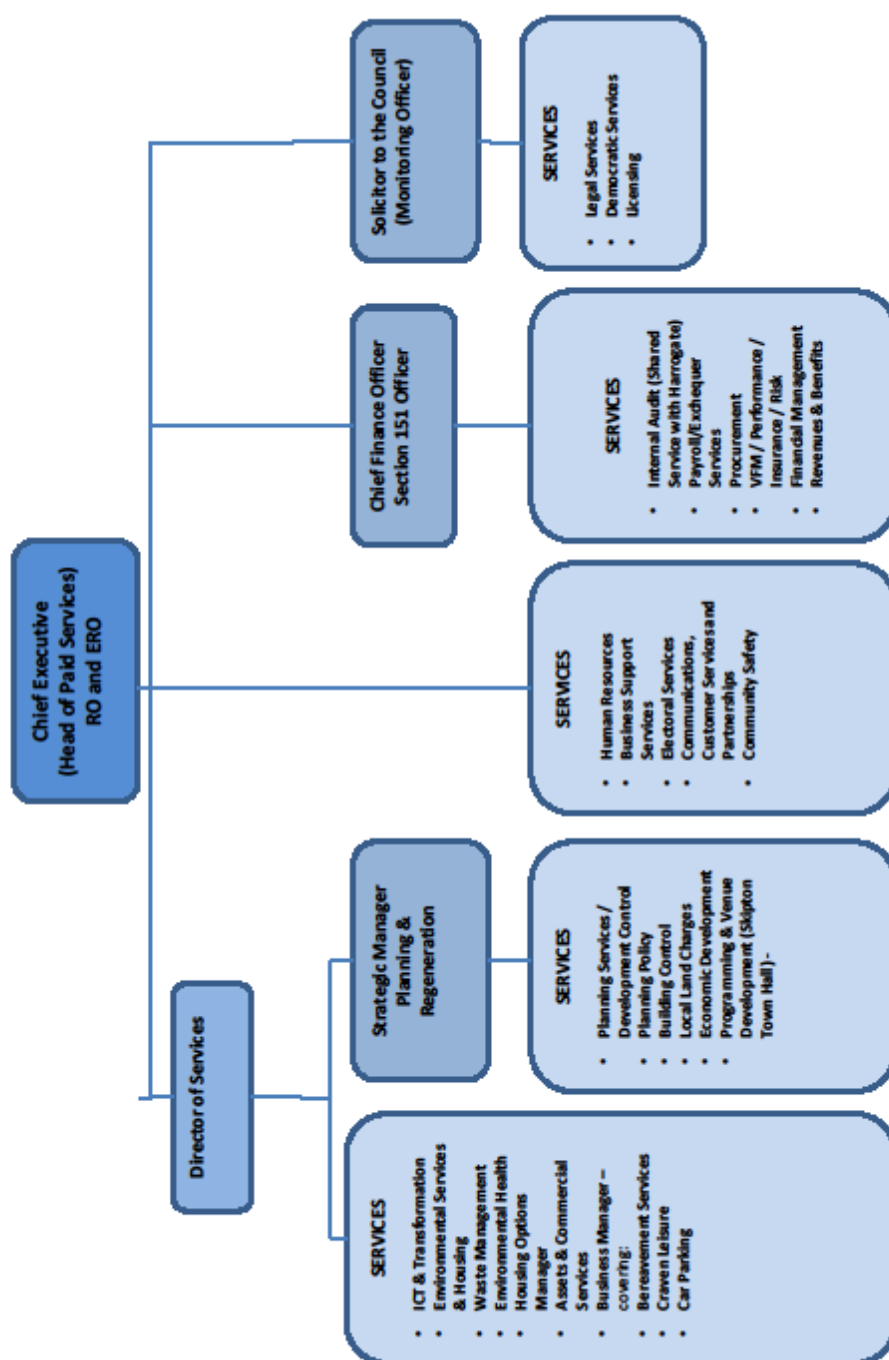 Chief Executive
(Head of Paid Services)
RO and ERO
Director of Services
Strategic Manager
Planning &
Regeneration
Chief Finance Officer
Section 151 Officer
Solicitor to the Council
(Monitoring Officer)
SERVICES
• ICT & Transformation
• Environmental Services
& Housing
• Waste Management
• Environmental Health
• Housing Options
Manager
• Assets & Commercial
Services
• Business Manager –
covering:
• Bereavement Services
• Craven Leisure
• Car Parking
SERVICES
• Planning Services /
Development Control
• Planning Policy
• Building Control
• Local Land Charges
• Economic Development
• Programming & Venue
Development (Skipton
Town Hall) -
SERVICES
• Human Resources
• Business Support
Services
• Electoral Services
• Communications,
Customer Services and
Partnerships
• Community Safety
SERVICES
• Internal Audit (Shared
Service with Harrogate)
• Payroll/Exchequer
Services
• Procurement
• VFM / Performance /
Insurance / Risk
• Financial Management
• Revenues & Benefits
SERVICES
• Legal Services
• Democratic Services
• Licensing